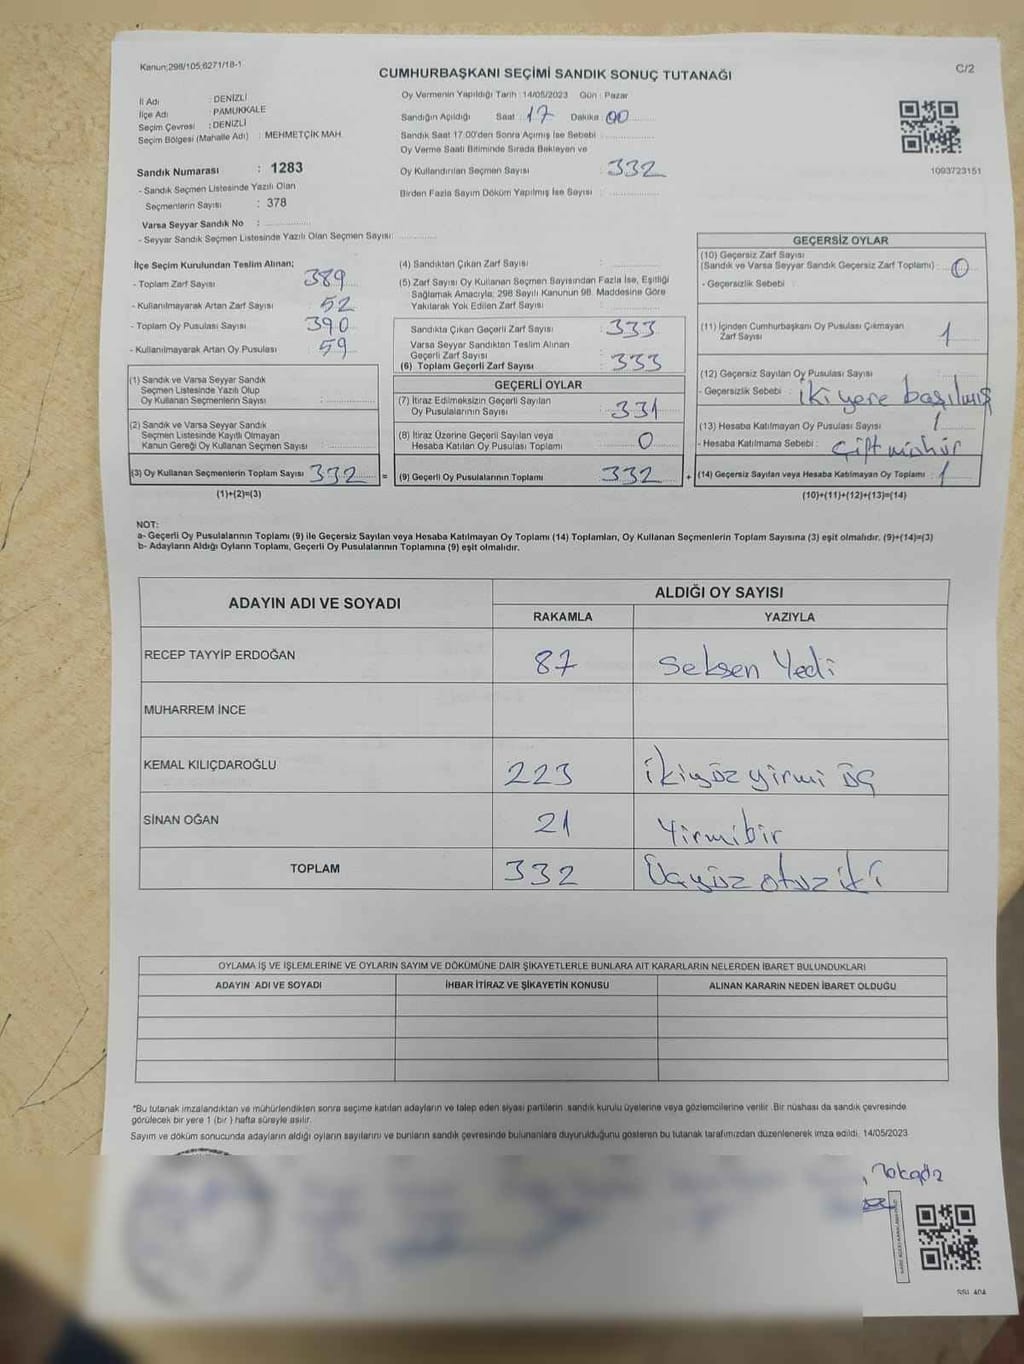 Kanun;298/105;6271/18-1
CUMHURBAŞKANI SEÇİMİ SANDIK SONUÇ TUTANAĞI
C/2
İl Adı : DENİZLİ
İlçe Adı PAMUKKALE
Seçim Çevresi : DENİZLİ
Seçim Bölgesi (Mahalle Adı) : MEHMETÇİK MAH.
Sandık Numarası : 1283
- Sandık Seçmen Listesinde Yazılı Olan
Seçmenlerin Sayısı : 378
Varsa Seyyar Sandık No :
- Seyyar Sandık Seçmen Listesinde Yazılı Olan Seçmen Sayısı:
Oy Vermenin Yapıldığı Tarih : 14/05/2023 Gün : Pazar
Sandığın Açıldığı Saat : 17 Dakika 00
Sandık Saat 17:00'den Sonra Açılmış İse Sebebi
Oy Verme Saati Bitiminde Sırada Bekleyen ve
Oy Kullandırılan Seçmen Sayısı : 332
Birden Fazla Sayım Döküm Yapılmış İse Sayısı :
1093723151
İlçe Seçim Kurulundan Teslim Alınan;
- Toplam Zarf Sayısı : 389
- Kullanılmayarak Artan Zarf Sayısı : 52
- Toplam Oy Pusulası Sayısı : 390
- Kullanılmayarak Artan Oy Pusulası : 59
(1) Sandık ve Varsa Seyyar Sandık
Seçmen Listesinde Yazılı Olup
Oy Kullanan Seçmenlerin Sayısı :
(2) Sandık ve Varsa Seyyar Sandık
Seçmen Listesinde Kayıtlı Olmayan
Kanun Gereği Oy Kullanan Seçmen Sayısı :
(3) Oy Kullanan Seçmenlerin Toplam Sayısı 332 =
(1)+(2)=(3)
(4) Sandıktan Çıkan Zarf Sayısı :
(5) Zarf Sayısı Oy Kullanan Seçmen Sayısından Fazla İse, Eşitliği
Sağlamak Amacıyla; 298 Sayılı Kanunun 98. Maddesine Göre
Yakılarak Yok Edilen Zarf Sayısı :
Sandıkta Çıkan Geçerli Zarf Sayısı : 333
Varsa Seyyar Sandıktan Teslim Alınan
Geçerli Zarf Sayısı :
(6) Toplam Geçerli Zarf Sayısı : 333
GEÇERLİ OYLAR
(7) İtiraz Edilmeksizin Geçerli Sayılan
Oy Pusulalarının Sayısı : 331
(8) İtiraz Üzerine Geçerli Sayılan veya
Hesaba Katılan Oy Pusulası Toplamı : 0
(9) Geçerli Oy Pusulalarının Toplamı : 332 +
GEÇERSİZ OYLAR
(10) Geçersiz Zarf Sayısı
(Sandık ve Varsa Seyyar Sandık Geçersiz Zarf Toplamı) : 0
- Geçersizlik Sebebi :
(11) İçinden Cumhurbaşkanı Oy Pusulası Çıkmayan
Zarf Sayısı : 1
(12) Geçersiz Sayılan Oy Pusulası Sayısı :
- Geçersizlik Sebebi : iki yere basılmış
(13) Hesaba Katılmayan Oy Pusulası Sayısı : 1
- Hesaba Katılmama Sebebi : Çift mühür
(14) Geçersiz Sayılan veya Hesaba Katılmayan Oy Toplamı : 1
(10)+(11)+(12)+(13)=(14)
NOT:
a- Geçerli Oy Pusulalarının Toplamı (9) ile Geçersiz Sayılan veya Hesaba Katılmayan Oy Toplamı (14) Toplamları, Oy Kullanan Seçmenlerin Toplam Sayısına (3) eşit olmalıdır. (9)+(14)=(3)
b- Adayların Aldığı Oyların Toplamı, Geçerli Oy Pusulalarının Toplamına (9) eşit olmalıdır.
ADAYIN ADI VE SOYADI
ALDIĞI OY SAYISI
RAKAMLA YAZIYLA
RECEP TAYYİP ERDOĞAN 87 Seksen Yedi
MUHARREM İNCE
KEMAL KILIÇDAROĞLU 223 ikiyüz yirmi üç
SİNAN OĞAN 21 Yirmibir
TOPLAM 332 Üçyüz otuz iki
OYLAMA İŞ VE İŞLEMLERİNE VE OYLARIN SAYIM VE DÖKÜMÜNE DAİR ŞİKAYETLERLE BUNLARA AİT KARARLARIN NELERDEN İBARET BULUNDUKLARI
ADAYIN ADI VE SOYADI İHBAR İTİRAZ VE ŞİKAYETİN KONUSU ALINAN KARARIN NEDEN İBARET OLDUĞU
*Bu tutanak imzalandıktan ve mühürlendikten sonra seçime katılan adayların ve talep eden siyasi partilerin sandık kurulu üyelerine veya gözlemcilerine verilir. Bir nüshası da sandık çevresinde
görülecek bir yere 1 (bir) hafta süreyle asılır.
Sayım ve döküm sonucunda adayların aldığı oyların sayılarını ve bunların sandık çevresinde bulunanlara duyurulduğunu gösteren bu tutanak tarafımızdan düzenlenerek imza edildi. 14/05/2023